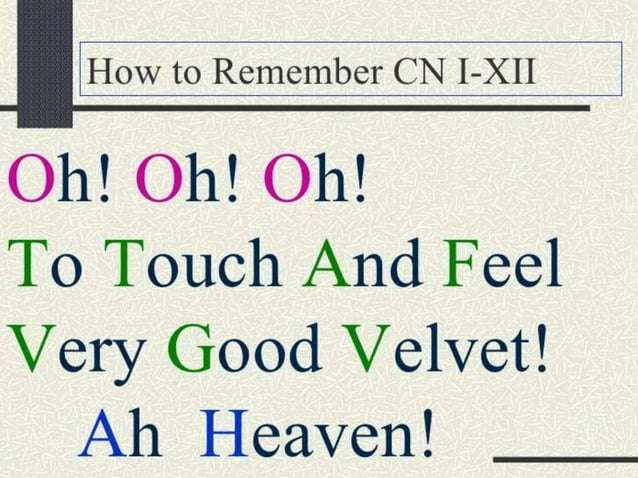 How to Remember CN I-XII
Oh! Oh! Oh!
To Touch And Feel
Very Good Velvet!
Ah Heaven!